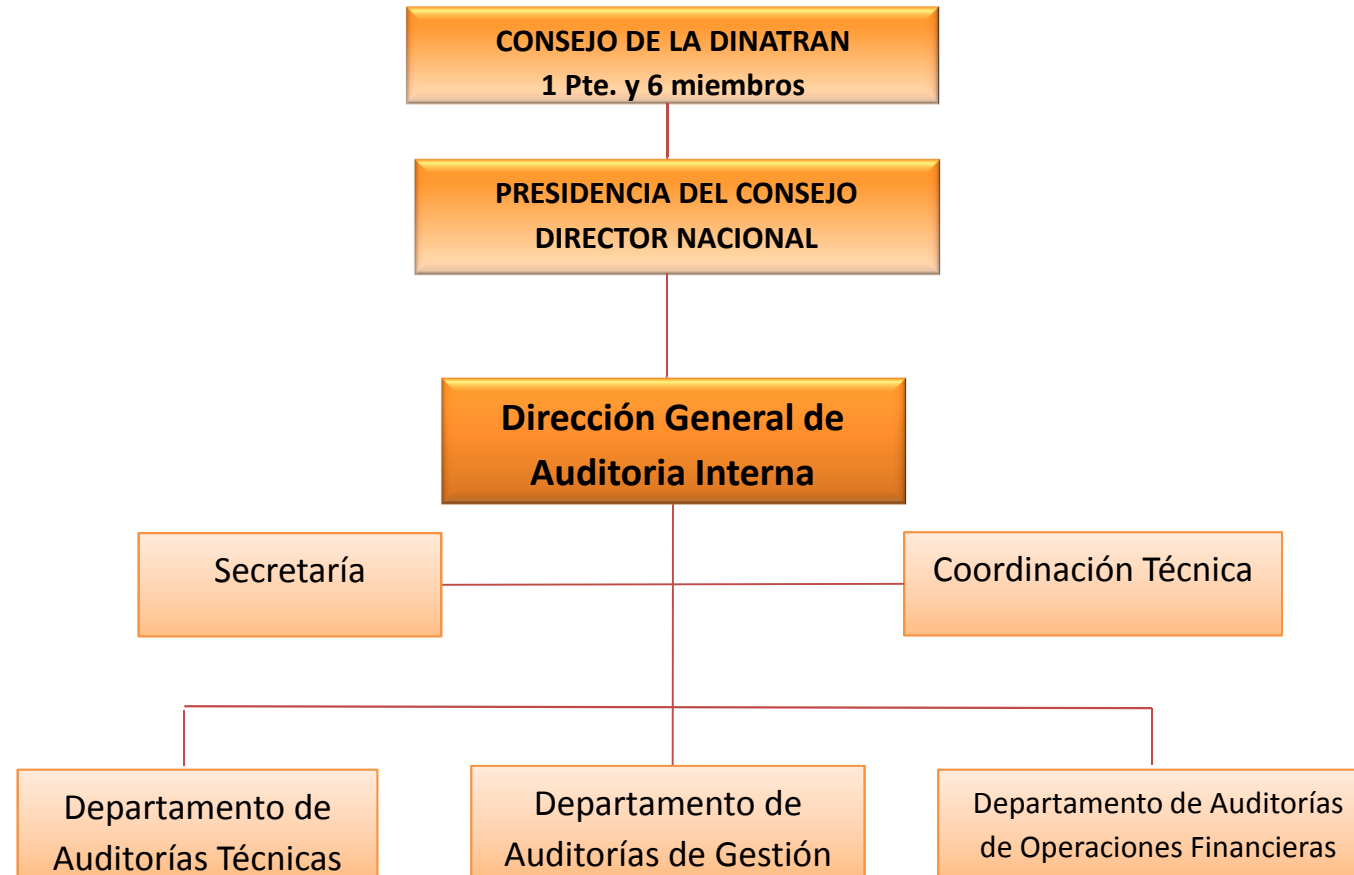 CONSEJO DE LA DINATRAN
1 Pte. y 6 miembros
PRESIDENCIA DEL CONSEJO
DIRECTOR NACIONAL
Dirección General de
Auditoria Interna
Secretaría
Coordinación Técnica
Departamento de
Auditorías Técnicas
Departamento de
Auditorías de Gestión
Departamento de Auditorías
de Operaciones Financieras